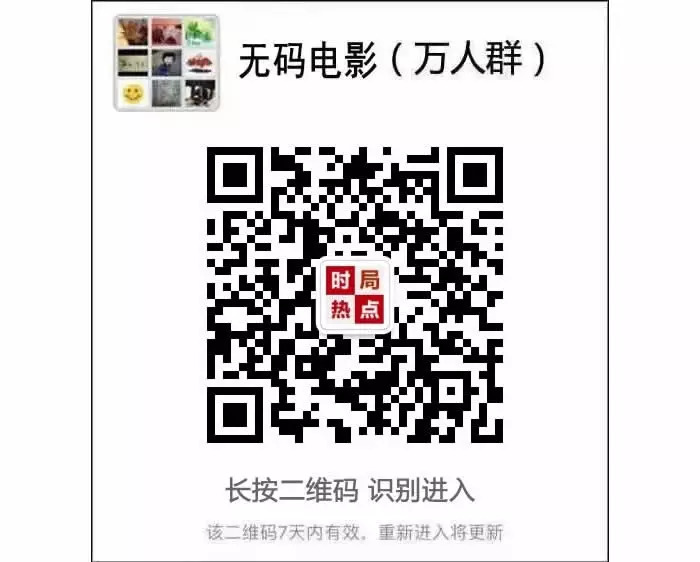 无码电影（万人群）
时局
热点
长按二维码 识别进入
该二维码7天内有效，重新进入将更新